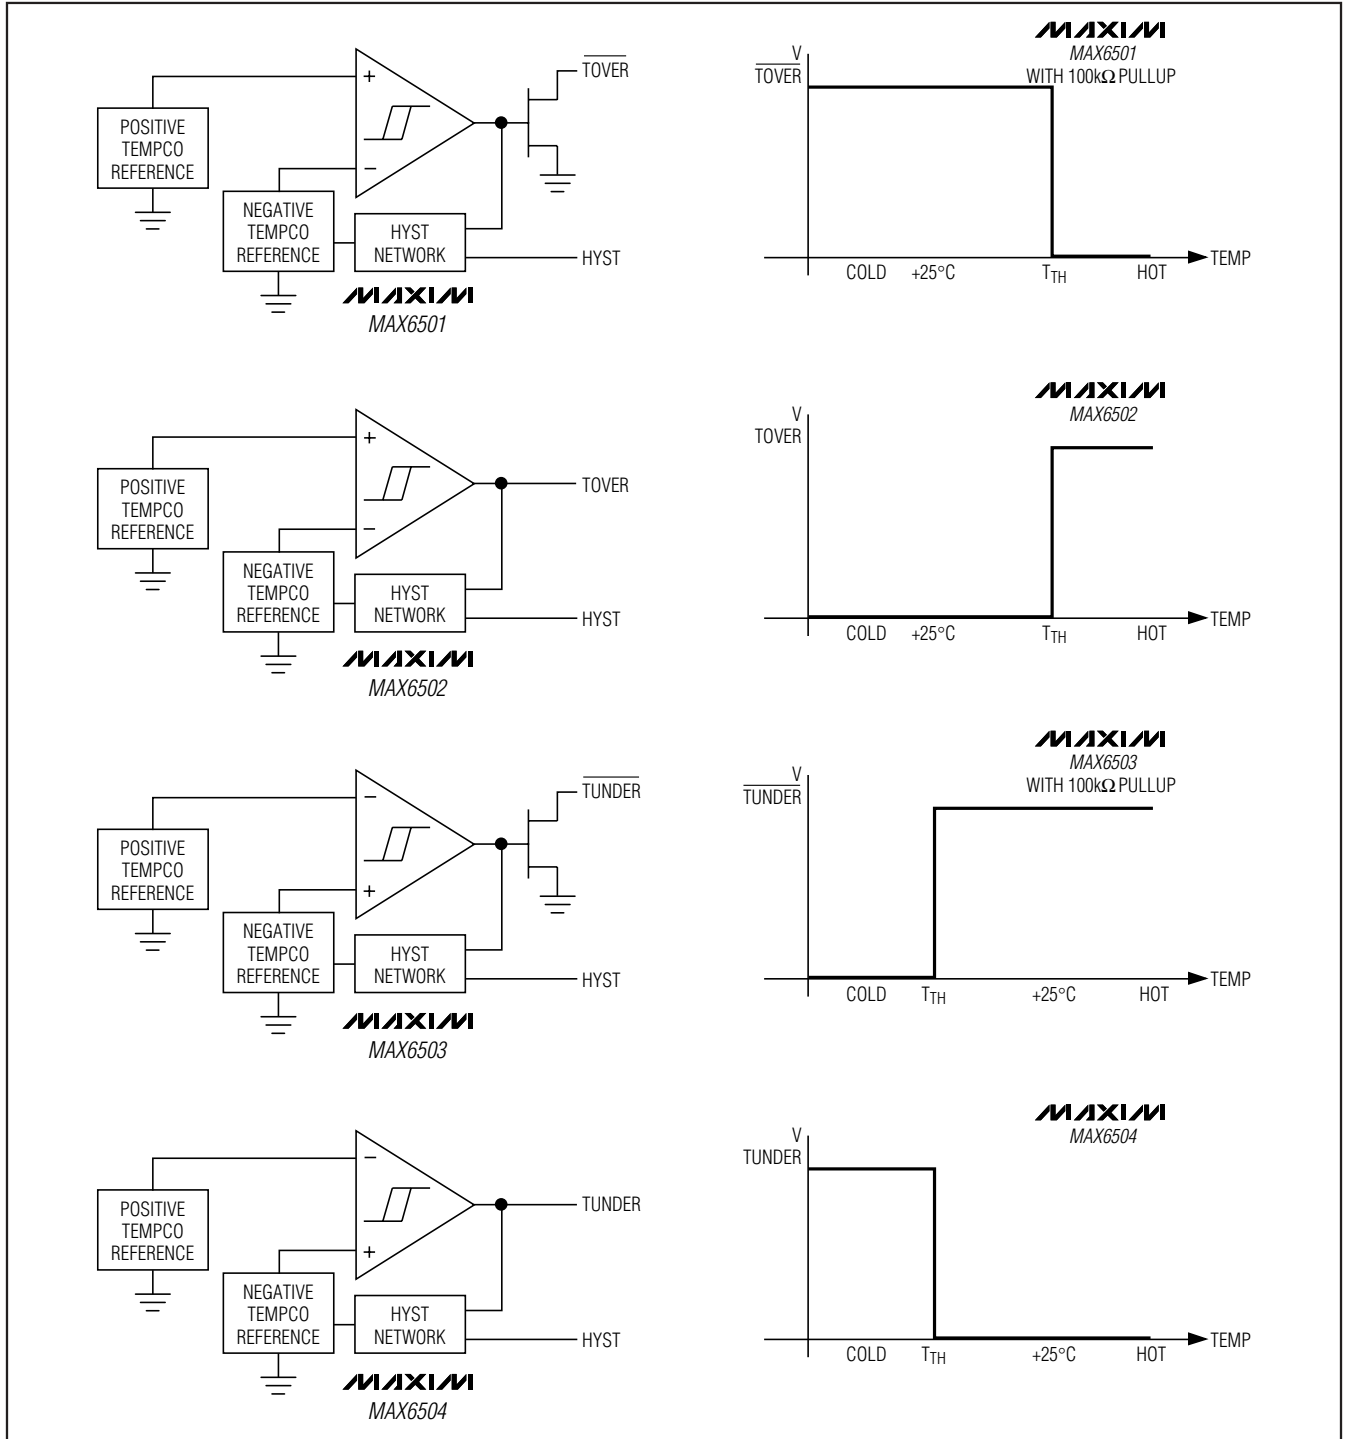 POSITIVE
TEMPCO
REFERENCE
+
−
NEGATIVE
TEMPCO
REFERENCE
HYST
NETWORK
TOVER
HYST
MAXIM
MAX6501
V
TOVER
MAXIM
MAX6501
WITH 100kΩ PULLUP
COLD +25°C TTH HOT TEMP
POSITIVE
TEMPCO
REFERENCE
+
−
NEGATIVE
TEMPCO
REFERENCE
HYST
NETWORK
TOVER
HYST
MAXIM
MAX6502
V
TOVER
MAXIM
MAX6502
COLD +25°C TTH HOT TEMP
POSITIVE
TEMPCO
REFERENCE
−
+
NEGATIVE
TEMPCO
REFERENCE
HYST
NETWORK
TUNDER
HYST
MAXIM
MAX6503
V
TUNDER
MAXIM
MAX6503
WITH 100kΩ PULLUP
COLD TTH +25°C HOT TEMP
POSITIVE
TEMPCO
REFERENCE
−
+
NEGATIVE
TEMPCO
REFERENCE
HYST
NETWORK
TUNDER
HYST
MAXIM
MAX6504
V
TUNDER
MAXIM
MAX6504
COLD TTH +25°C HOT TEMP